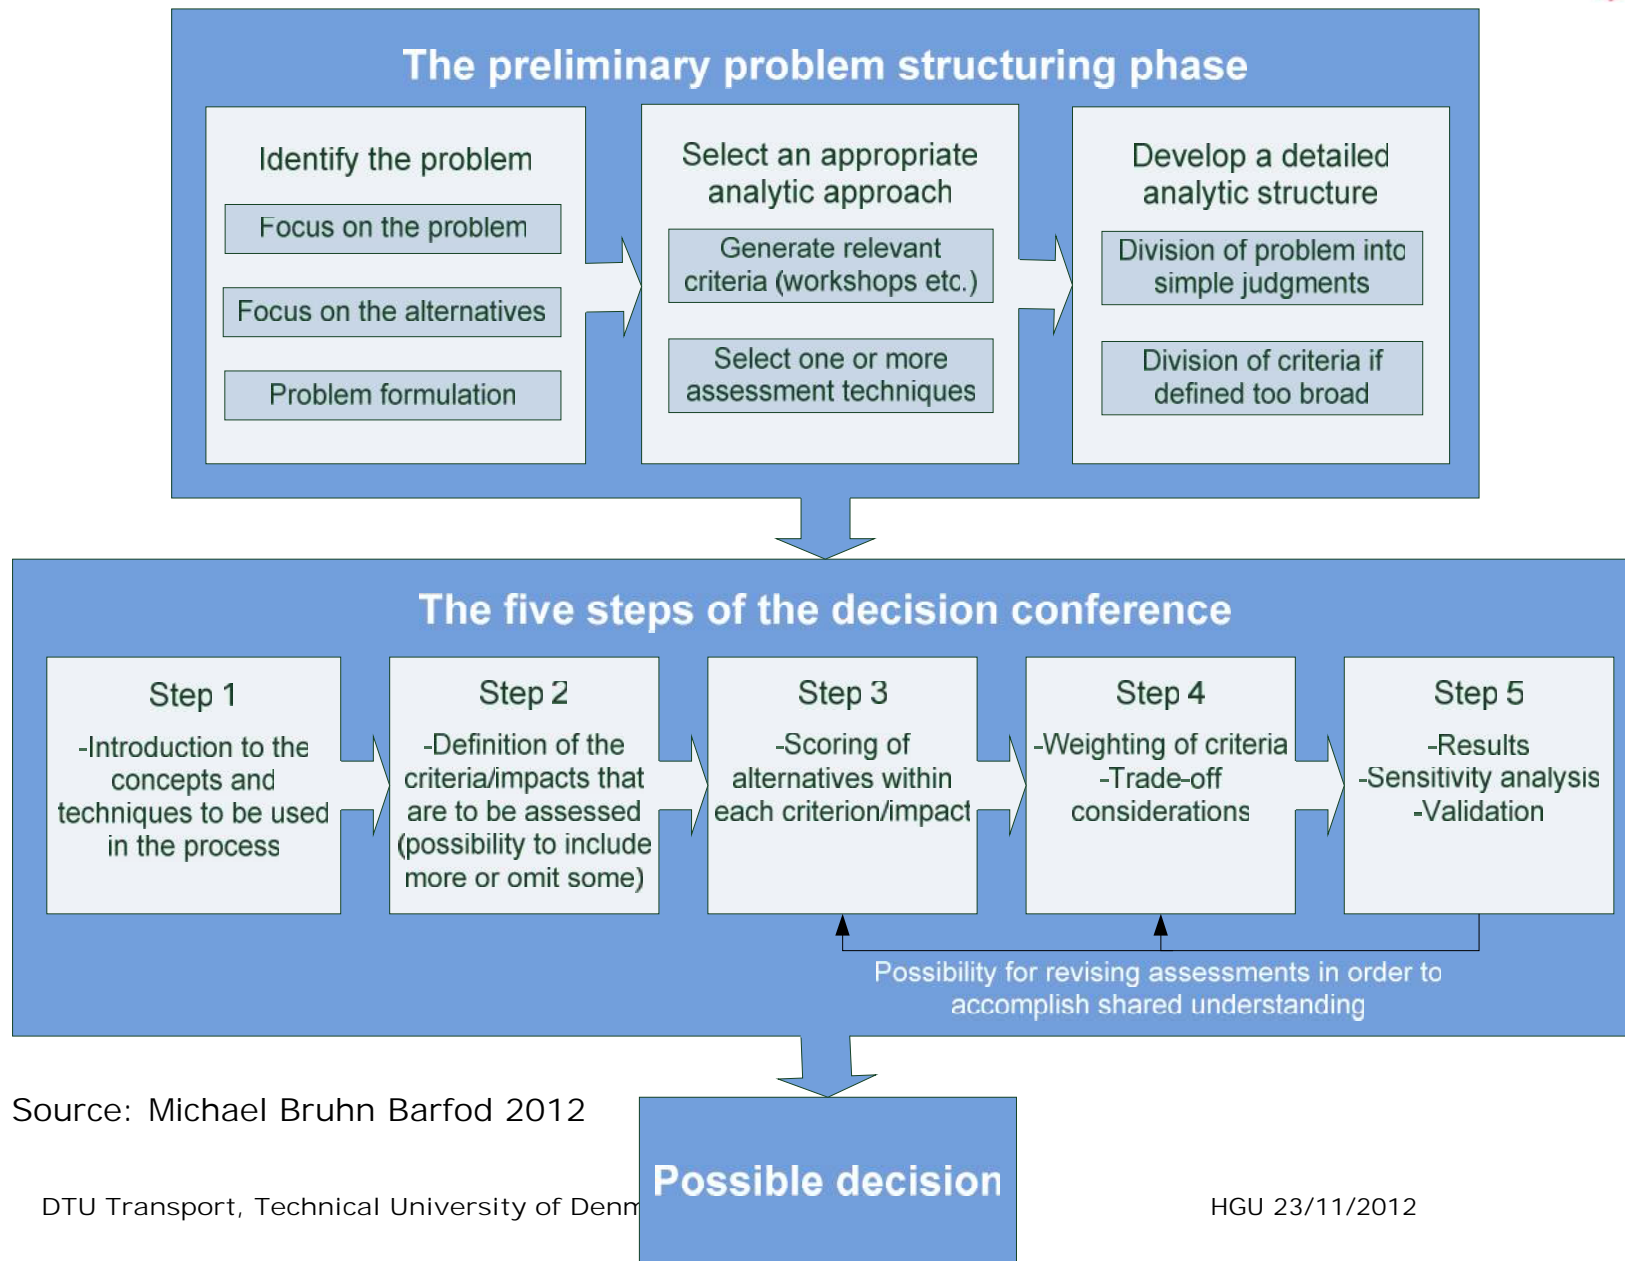 The preliminary problem structuring phase
Identify the problem
Focus on the problem
Focus on the alternatives
Problem formulation
Select an appropriate
analytic approach
Generate relevant
criteria (workshops etc.)
Select one or more
assessment techniques
Develop a detailed
analytic structure
Division of problem into
simple judgments
Division of criteria if
defined too broad
The five steps of the decision conference
Step 1
-Introduction to the
concepts and
techniques to be used
in the process
Step 2
-Definition of the
criteria/impacts that
are to be assessed
(possibility to include
more or omit some)
Step 3
-Scoring of
alternatives within
each criterion/impact
Step 4
-Weighting of criteria
-Trade-off
considerations
Step 5
-Results
-Sensitivity analysis
-Validation
Possibility for revising assessments in order to
accomplish shared understanding
Source: Michael Bruhn Barfod 2012
Possible decision
DTU Transport, Technical University of Denm
HGU 23/11/2012